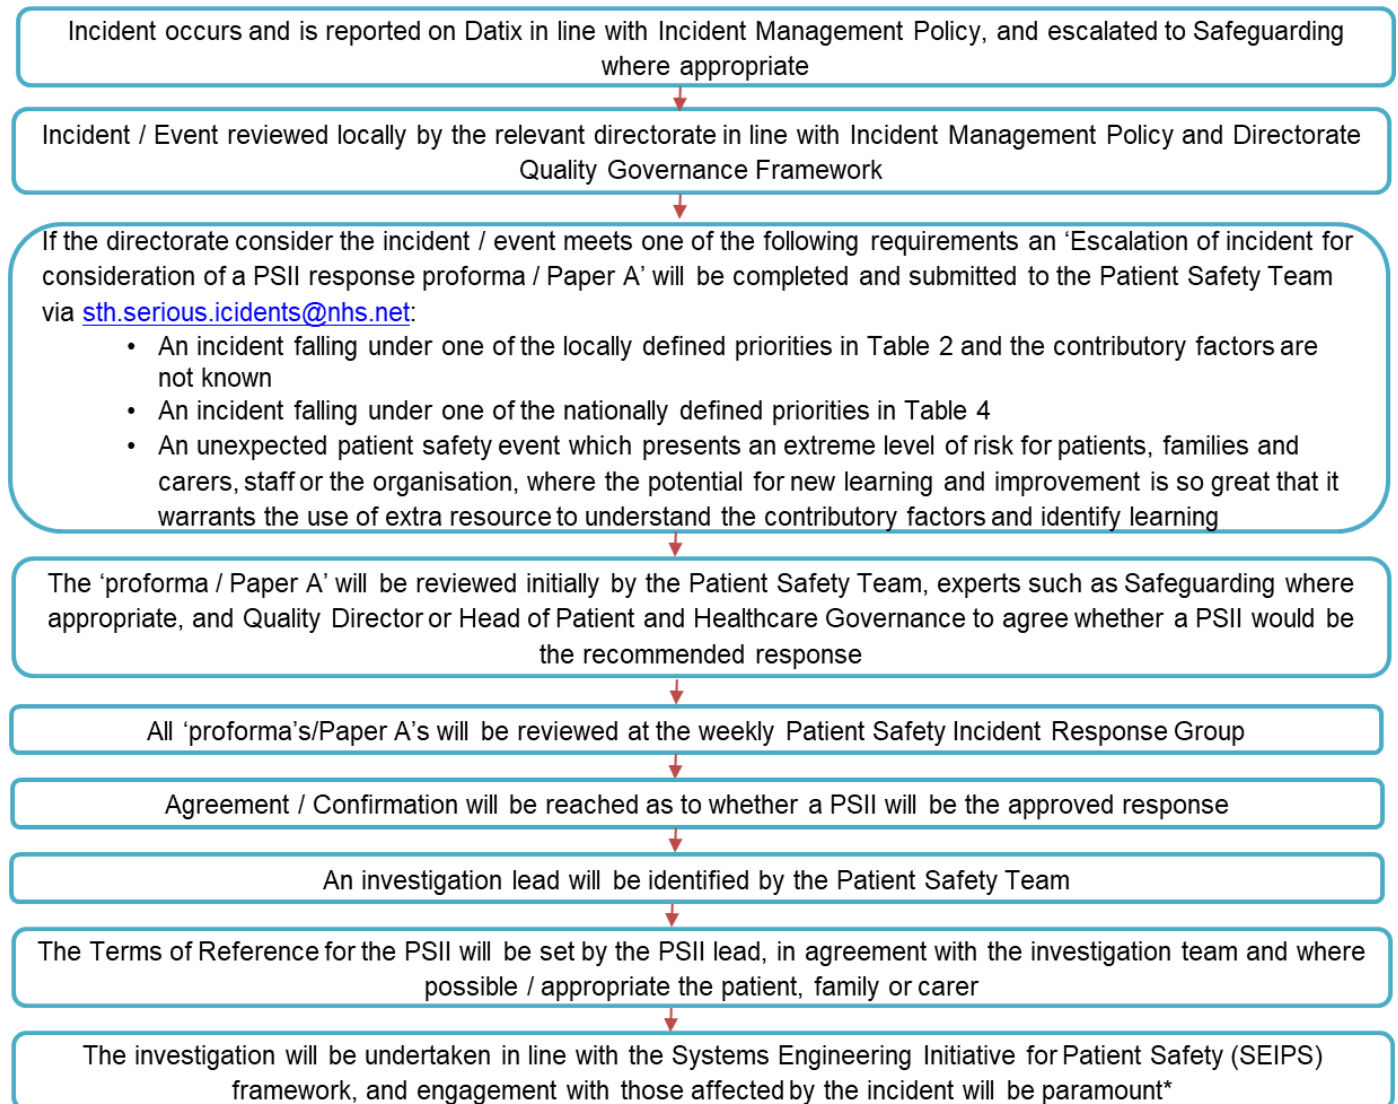 Incident occurs and is reported on Datix in line with Incident Management Policy, and escalated to Safeguarding
where appropriate
Incident / Event reviewed locally by the relevant directorate in line with Incident Management Policy and Directorate
Quality Governance Framework
If the directorate consider the incident / event meets one of the following requirements an ‘Escalation of incident for
consideration of a PSII response proforma / Paper A’ will be completed and submitted to the Patient Safety Team
via sth.serious.icidents@nhs.net:
• An incident falling under one of the locally defined priorities in Table 2 and the contributory factors are
not known
• An incident falling under one of the nationally defined priorities in Table 4
• An unexpected patient safety event which presents an extreme level of risk for patients, families and
carers, staff or the organisation, where the potential for new learning and improvement is so great that it
warrants the use of extra resource to understand the contributory factors and identify learning
The ‘proforma / Paper A’ will be reviewed initially by the Patient Safety Team, experts such as Safeguarding where
appropriate, and Quality Director or Head of Patient and Healthcare Governance to agree whether a PSII would be
the recommended response
All ‘proforma’s/Paper A’s will be reviewed at the weekly Patient Safety Incident Response Group
Agreement / Confirmation will be reached as to whether a PSII will be the approved response
An investigation lead will be identified by the Patient Safety Team
The Terms of Reference for the PSII will be set by the PSII lead, in agreement with the investigation team and where
possible / appropriate the patient, family or carer
The investigation will be undertaken in line with the Systems Engineering Initiative for Patient Safety (SEIPS)
framework, and engagement with those affected by the incident will be paramount*